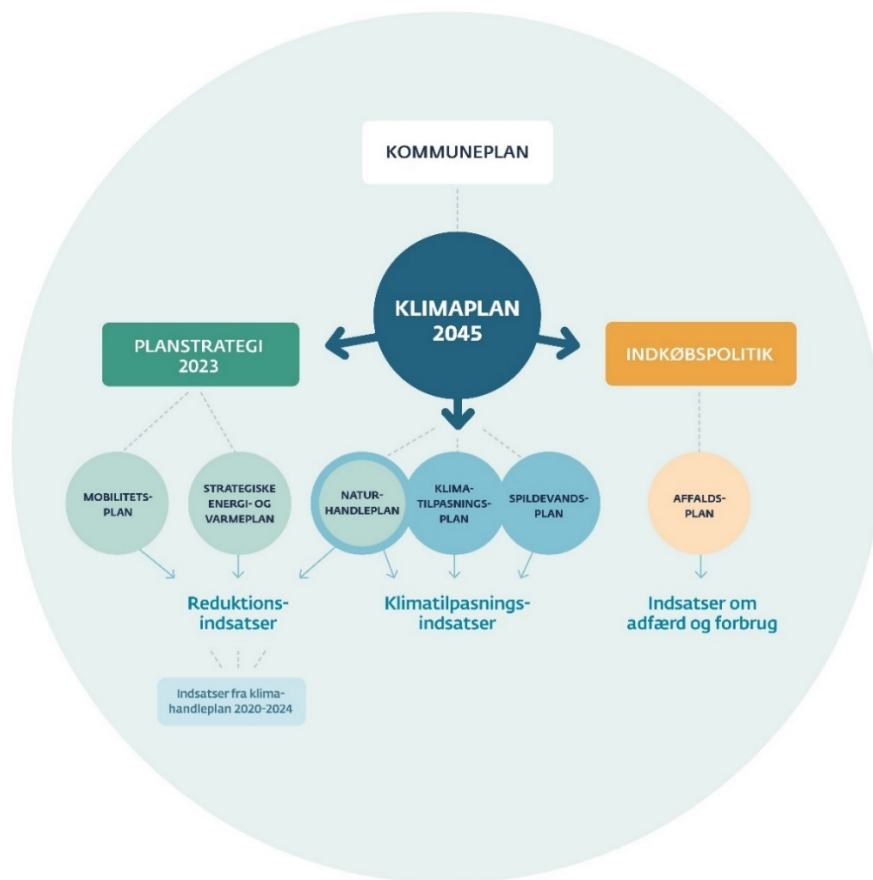 KOMMUNEPLAN
KLIMAPLAN
2045
PLANSTRATEGI
2023
INDKØBSPOLITIK
MOBILITETS-
PLAN
STRATEGISKE
ENERGI- OG
VARMEPLAN
NATUR-
HANDLEPLAN
KLIMA-
TILPASNINGS-
PLAN
SPILDEVANDS-
PLAN
AFFALDS-
PLAN
Reduktions-
indsatser
Klimatilpasnings-
indsatser
Indsatser om
adfærd og forbrug
Indsatser fra klima-
handleplan 2020-2024